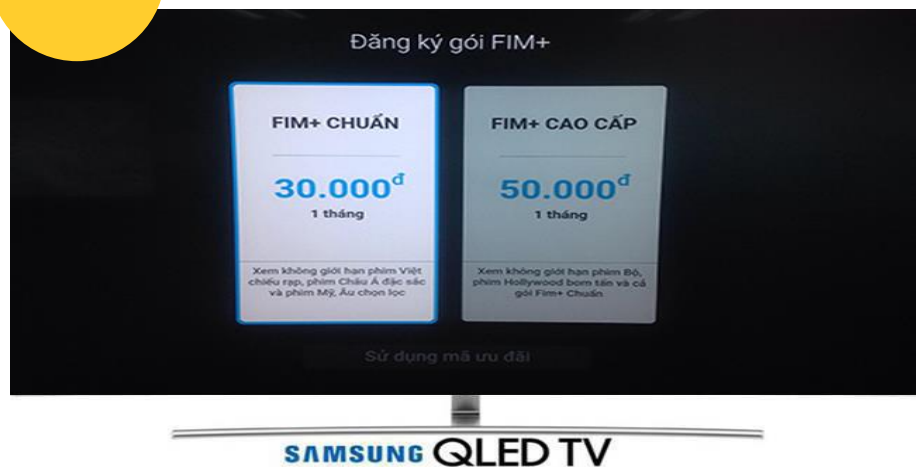 Đăng ký gói FIM+
FIM+ CHUẨN
30.000đ
1 tháng
Xem không giới hạn phim Việt
chiếu rạp, phim Châu Á đặc sắc
và phim Mỹ, Âu chọn lọc
FIM+ CAO CẤP
50.000đ
1 tháng
Xem không giới hạn phim Bộ,
phim Hollywood bom tấn và cả
gói Fim+ Chuẩn
Sử dụng mã ưu đãi
SAMSUNG QLED TV